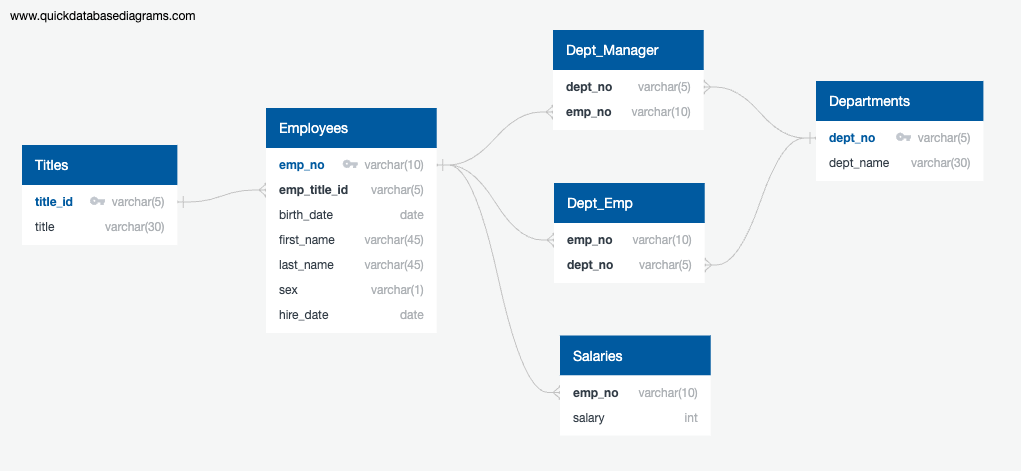 www.quickdatabasediagrams.com
Titles
title_id varchar(5)
title varchar(30)
Employees
emp_no varchar(10)
emp_title_id varchar(5)
birth_date date
first_name varchar(45)
last_name varchar(45)
sex varchar(1)
hire_date date
Dept_Manager
dept_no varchar(5)
emp_no varchar(10)
Dept_Emp
emp_no varchar(10)
dept_no varchar(5)
Salaries
emp_no varchar(10)
salary int
Departments
dept_no varchar(5)
dept_name varchar(30)